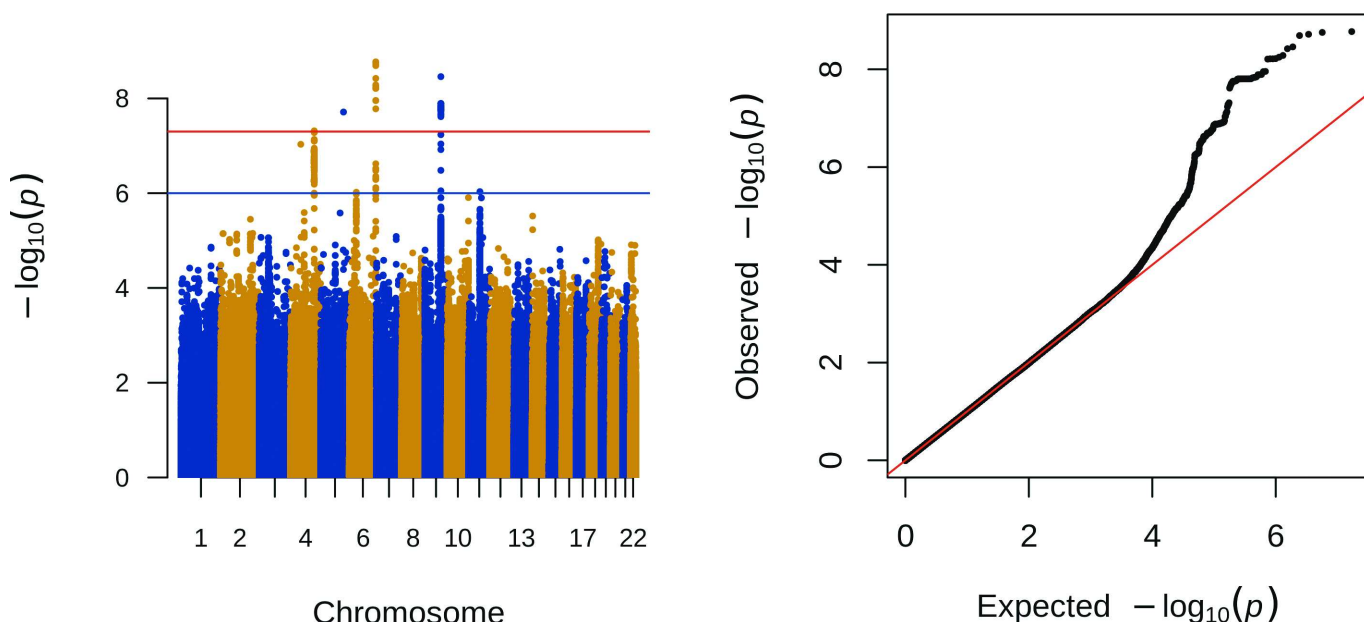 − log10(p)
8
6
4
2
0
1 2 4 6 8 10 13 17 22
Chromosome
Observed − log10(p)
8
6
4
2
0
0 2 4 6
Expected − log10(p)